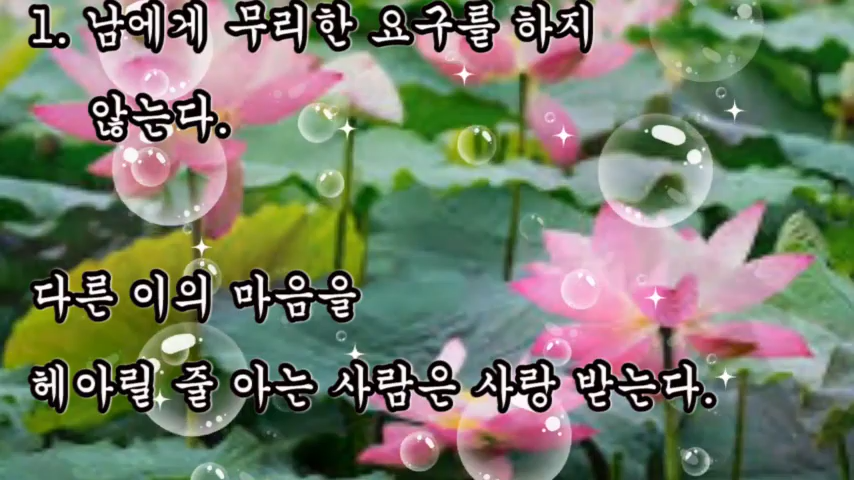 1. 남에게 무리한 요구를 하지
않는다.
다른 이의 마음을
헤아릴 줄 아는 사람은 사랑 받는다.